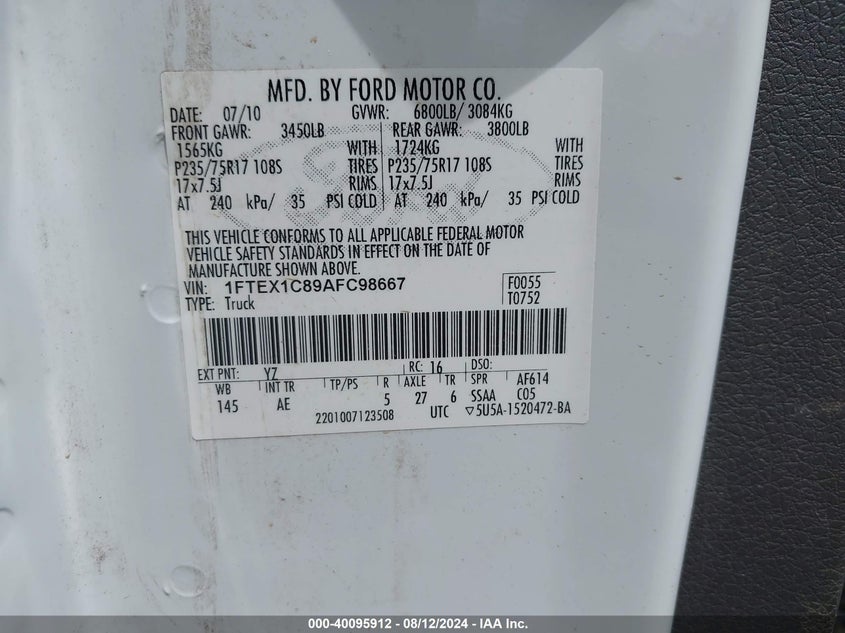 MFD. BY FORD MOTOR CO.
DATE: 07/10 GVWR: 6800LB/ 3084KG
FRONT GAWR: 3450LB REAR GAWR: 3800LB
1565KG WITH 1724KG WITH
P235/75R17 108S TIRES P235/75R17 108S TIRES
17x7.5J RIMS 17x7.5J RIMS
AT 240 kPa/ 35 PSI COLD AT 240 kPa/ 35 PSI COLD
THIS VEHICLE CONFORMS TO ALL APPLICABLE FEDERAL MOTOR
VEHICLE SAFETY STANDARDS IN EFFECT ON THE DATE OF
MANUFACTURE SHOWN ABOVE.
VIN: 1FTEX1C89AFC98667 F0055
TYPE: Truck T0752
EXT PNT: YZ RC: 16 DSO:
WB INT TR TP/PS R AXLE TR SPR AF614
145 AE 5 27 6 SSAA C05
2201007123508 UTC ▽5U5A-1520472-BA
000-40095912 - 08/12/2024 - IAA Inc.